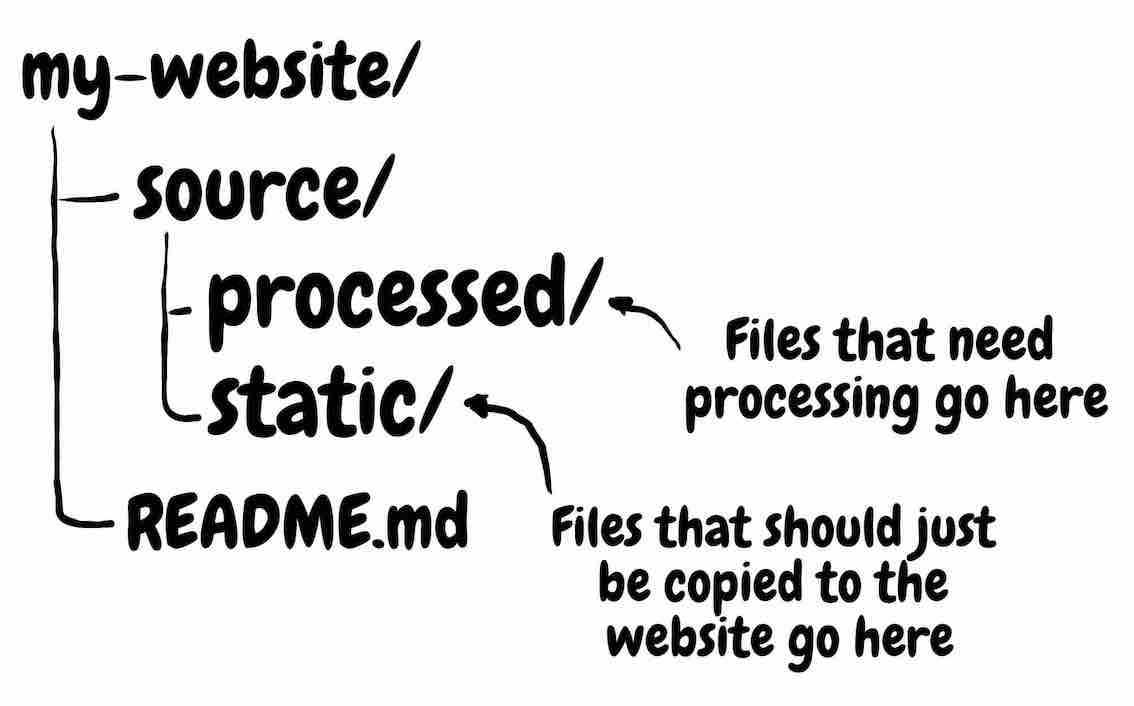 my-website/
source/
processed/
Files that need
processing go here
static/
README.md
Files that should just
be copied to the
website go here